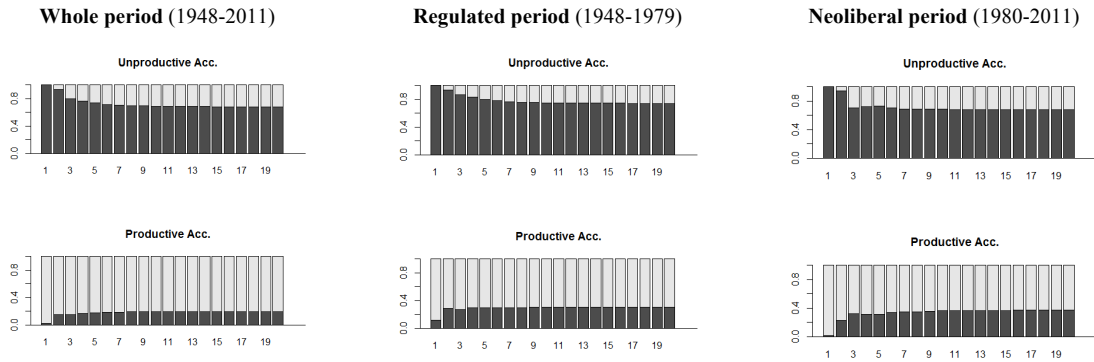 Whole period (1948-2011)
Regulated period (1948-1979)
Neoliberal period (1980-2011)
Unproductive Acc.
0.0 0.4 0.8
1 3 5 7 9 11 13 15 17 19
Unproductive Acc.
0.0 0.4 0.8
1 3 5 7 9 11 13 15 17 19
Unproductive Acc.
0.0 0.4 0.8
1 3 5 7 9 11 13 15 17 19
Productive Acc.
0.0 0.4 0.8
1 3 5 7 9 11 13 15 17 19
Productive Acc.
0.0 0.4 0.8
1 3 5 7 9 11 13 15 17 19
Productive Acc.
0.0 0.4 0.8
1 3 5 7 9 11 13 15 17 19